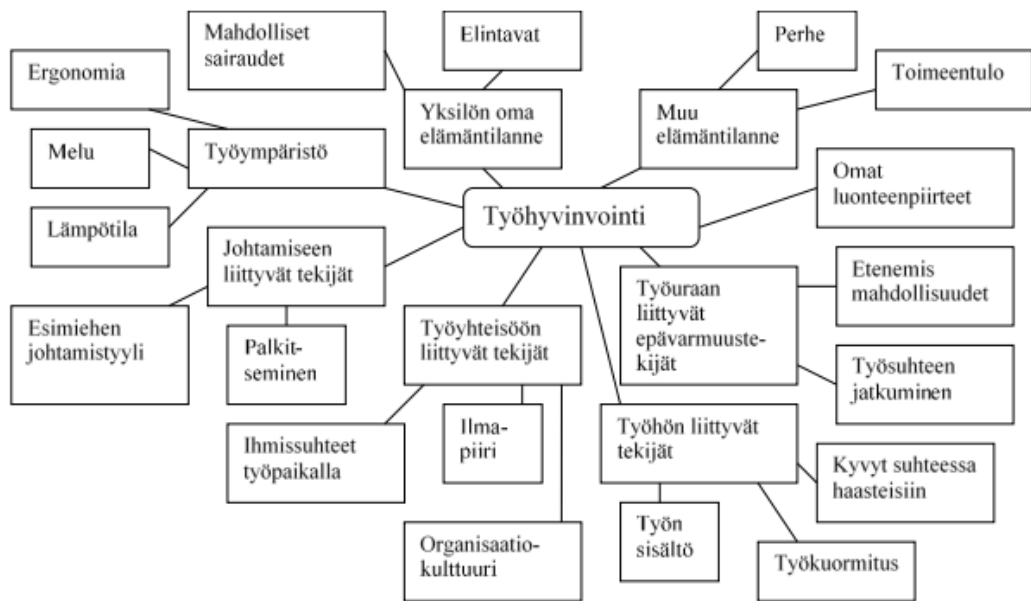 Mahdolliset
sairaudet
Elintavat
Perhe
Ergonomia
Toimeentulo
Yksilön oma
elämäntilanne
Muu
elämäntilanne
Melu
Työympäristö
Omat
luonteenpiirteet
Työhyvinvointi
Lämpötila
Johtamiseen
liittyvät tekijät
Etenemis
mahdollisuudet
Työuraan
liittyvät
epävarmuuste-
kijät
Esimiehen
johtamistyyli
Työyhteisöön
liittyvät tekijät
Palkit-
seminen
Työsuhteen
jatkuminen
Ihmissuhteet
työpaikalla
Ilma-
piiri
Työhön liittyvät
tekijät
Kyvyt suhteessa
haasteisiin
Työn
sisältö
Organisaatio-
kulttuuri
Työkuormitus